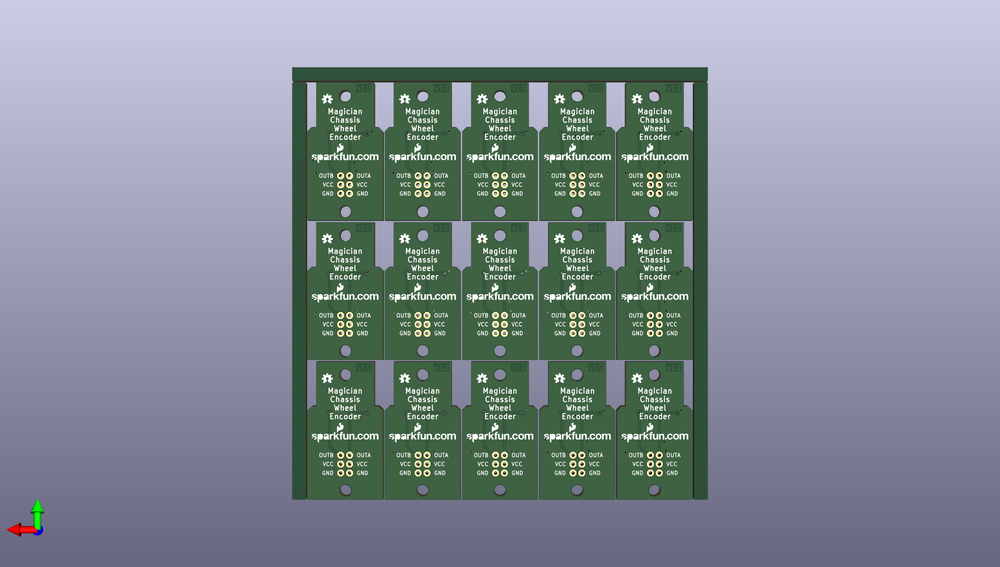 Magician
Chassis
Wheel
Encoder
sparkfun.com
OUTB OUTA
VCC VCC
GND GND
Magician
Chassis
Wheel
Encoder
sparkfun.com
OUTB OUTA
VCC VCC
GND GND
Magician
Chassis
Wheel
Encoder
sparkfun.com
OUTB OUTA
VCC VCC
GND GND
Magician
Chassis
Wheel
Encoder
sparkfun.com
OUTB OUTA
VCC VCC
GND GND
Magician
Chassis
Wheel
Encoder
sparkfun.com
OUTB OUTA
VCC VCC
GND GND
Magician
Chassis
Wheel
Encoder
sparkfun.com
OUTB OUTA
VCC VCC
GND GND
Magician
Chassis
Wheel
Encoder
sparkfun.com
OUTB OUTA
VCC VCC
GND GND
Magician
Chassis
Wheel
Encoder
sparkfun.com
OUTB OUTA
VCC VCC
GND GND
Magician
Chassis
Wheel
Encoder
sparkfun.com
OUTB OUTA
VCC VCC
GND GND
Magician
Chassis
Wheel
Encoder
sparkfun.com
OUTB OUTA
VCC VCC
GND GND
Magician
Chassis
Wheel
Encoder
sparkfun.com
OUTB OUTA
VCC VCC
GND GND
Magician
Chassis
Wheel
Encoder
sparkfun.com
OUTB OUTA
VCC VCC
GND GND
Magician
Chassis
Wheel
Encoder
sparkfun.com
OUTB OUTA
VCC VCC
GND GND
Magician
Chassis
Wheel
Encoder
sparkfun.com
OUTB OUTA
VCC VCC
GND GND
Magician
Chassis
Wheel
Encoder
sparkfun.com
OUTB OUTA
VCC VCC
GND GND